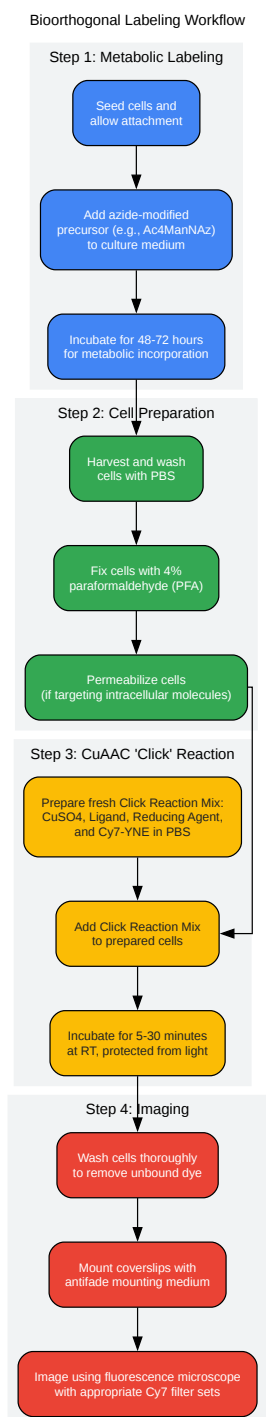 Bioorthogonal Labeling Workflow
Step 1: Metabolic Labeling
Seed cells and
allow attachment
Add azide-modified
precursor (e.g., Ac4ManNAz)
to culture medium
Incubate for 48-72 hours
for metabolic incorporation
Step 2: Cell Preparation
Harvest and wash
cells with PBS
Fix cells with 4%
paraformaldehyde (PFA)
Permeabilize cells
(if targeting intracellular molecules)
Step 3: CuAAC 'Click' Reaction
Prepare fresh Click Reaction Mix:
CuSO4, Ligand, Reducing Agent,
and Cy7-YNE in PBS
Add Click Reaction Mix
to prepared cells
Incubate for 5-30 minutes
at RT, protected from light
Step 4: Imaging
Wash cells thoroughly
to remove unbound dye
Mount coverslips with
antifade mounting medium
Image using fluorescence microscope
with appropriate Cy7 filter sets